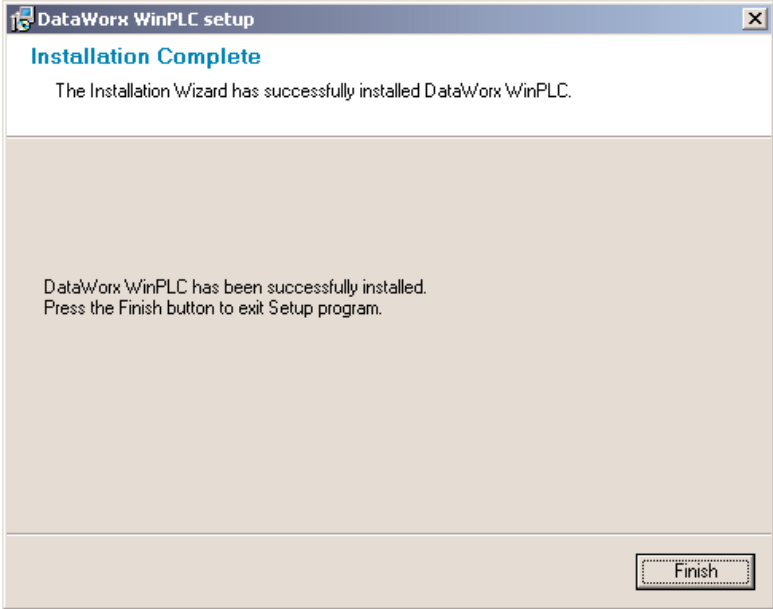 DataWorx WinPLC setup
Installation Complete
The Installation Wizard has successfully installed DataWorx WinPLC.
DataWorx WinPLC has been successfully installed.
Press the Finish button to exit Setup program.
Finish